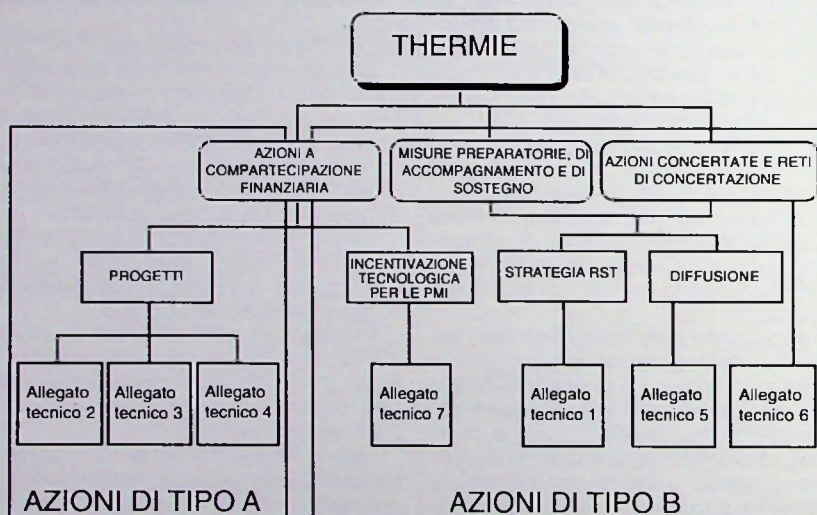 THERMIE
AZIONI A
COMPARTECIPAZIONE
FINANZIARIA
MISURE PREPARATORIE, DI
ACCOMPAGNAMENTO E DI
SOSTEGNO
AZIONI CONCERTATE E RETI
DI CONCERTAZIONE
PROGETTI
INCENTIVAZIONE
TECNOLOGICA
PER LE PMI
STRATEGIA RST
DIFFUSIONE
Allegato
tecnico 2
Allegato
tecnico 3
Allegato
tecnico 4
Allegato
tecnico 7
Allegato
tecnico 1
Allegato
tecnico 5
Allegato
tecnico 6
AZIONI DI TIPO A
AZIONI DI TIPO B